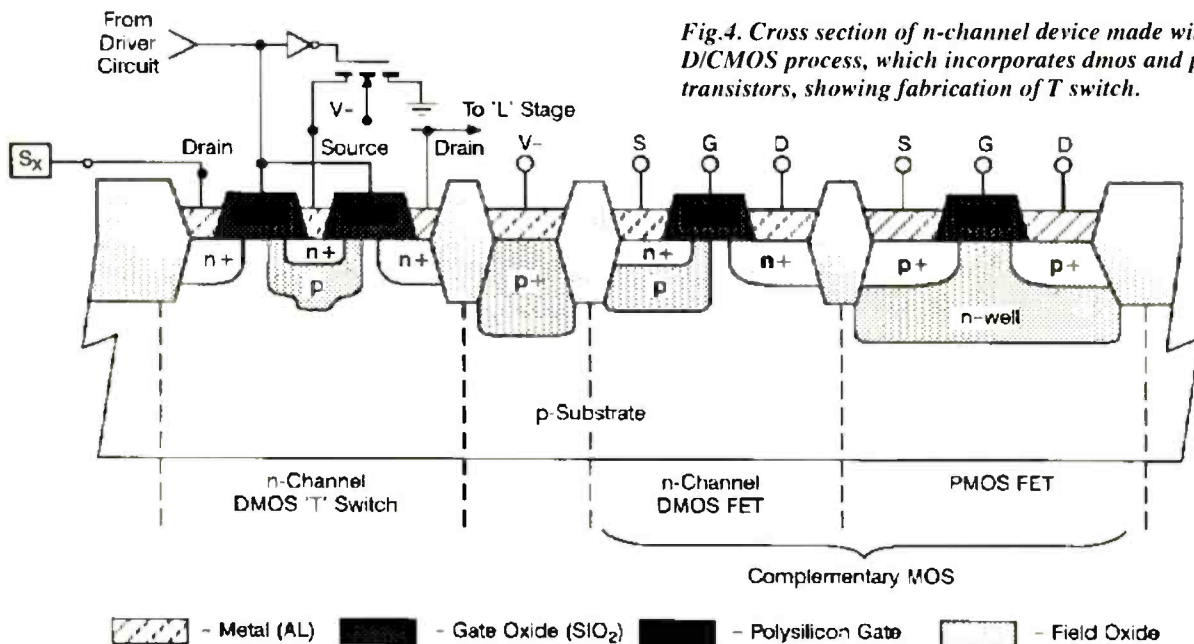 From
Driver
Circuit
Fig.4. Cross section of n-channel device made wi
D/CMOS process, which incorporates dmos and p
transistors, showing fabrication of T switch.
V-
To 'L' Stage
SX
Drain
Source
Drain
V-
S
G
D
S
G
D
n+
n+
p
n+
p+
n+
p
n+
p+
p+
n-well
p-Substrate
n-Channel
DMOS 'T' Switch
n-Channel
DMOS FET
PMOS FET
Complementary MOS
- Metal (AL)
- Gate Oxide (SIO2)
- Polysilicon Gate
- Field Oxide